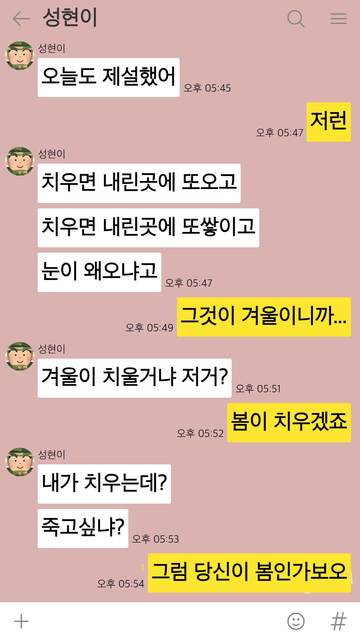 성현이
성현이
오늘도 제설했어
오후 05:45
저런
오후 05:47
성현이
치우면 내린곳에 또오고
치우면 내린곳에 또쌓이고
눈이 왜오냐고
오후 05:47
그것이 겨울이니까...
오후 05:49
성현이
겨울이 치울거냐 저거?
오후 05:51
봄이 치우겠죠
오후 05:52
성현이
내가 치우는데?
죽고싶냐?
오후 05:53
1
그럼 당신이 봄인가보오
오후 05:54